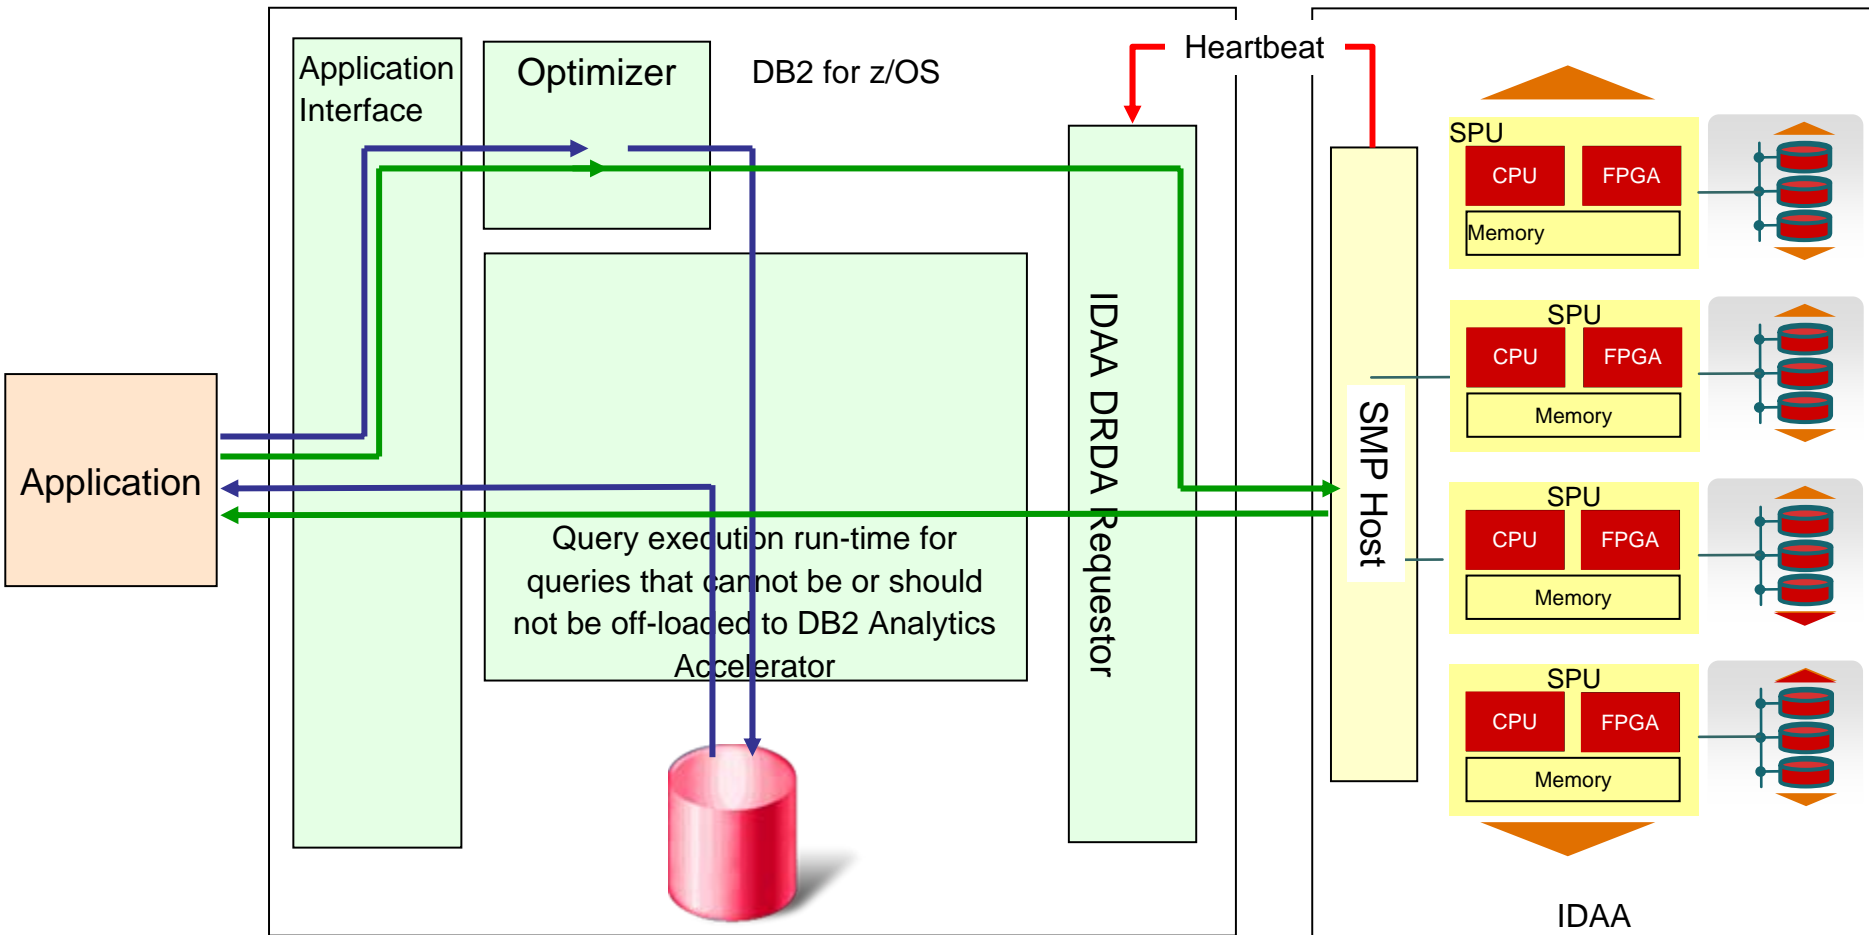 Application
Interface
Optimizer
DB2 for z/OS
Heartbeat
Application
Query execution run-time for
queries that cannot be or should
not be off-loaded to DB2 Analytics
Accelerator
IDAA DRDA Requestor
SMP Host
SPU
CPU
FPGA
Memory
SPU
CPU
FPGA
Memory
SPU
CPU
FPGA
Memory
SPU
CPU
FPGA
Memory
IDAA